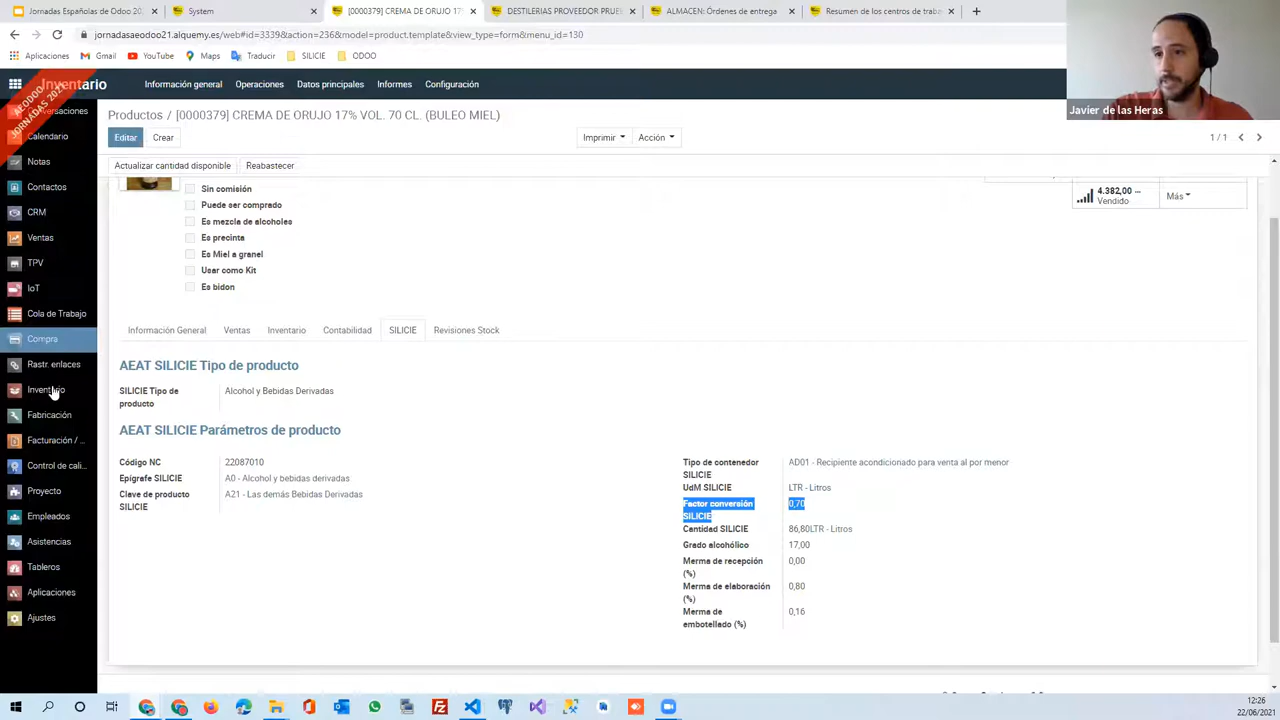 Jornadas Españolas de Odoo 202
System
[0000379] CREMA DE ORUJO 17%
DESTILERIAS PROVEEDOR PRUE
ALMACEN: Órdenes de entrega
Resumen de los centros de traba
jornadasaeodoo21.alquemy.es/web#id=3339&action=236&model=product.template&view_type=form&menu_id=130
Aplicaciones
Gmail
YouTube
Maps
Traducir
SILICIE
ODOO
Inventario
Información general
Operaciones
Datos principales
Informes
Configuración
AEODOO
JORNADAS
Javier de las Heras
Productos / [0000379] CREMA DE ORUJO 17% VOL. 70 CL. (BULEO MIEL)
Editar
Crear
Imprimir
Acción
1 / 1
Actualizar cantidad disponible
Reabastecer
Conversaciones
Calendario
Notas
Contactos
CRM
Ventas
TPV
IoT
Cola de Trabajo
Compra
Rastr. enlaces
Inventario
Fabricación
Facturación / ...
Control de cali...
Proyecto
Empleados
Asistencias
Tableros
Aplicaciones
Ajustes
Sin comisión
Puede ser comprado
Es mezcla de alcoholes
Es precinta
Es Miel a granel
Usar como Kit
Es bidon
4.382,00 ...
Vendido
Más
Información General
Ventas
Inventario
Contabilidad
SILICIE
Revisiones Stock
AEAT SILICIE Tipo de producto
SILICIE Tipo de producto
Alcohol y Bebidas Derivadas
AEAT SILICIE Parámetros de producto
Código NC
22087010
Epígrafe SILICIE
A0 - Alcohol y bebidas derivadas
Clave de producto SILICIE
A21 - Las demás Bebidas Derivadas
Tipo de contenedor SILICIE
AD01 - Recipiente acondicionado para venta al por menor
UdM SILICIE
LTR - Litros
Factor conversión SILICIE
0,70
Cantidad SILICIE
86,80LTR - Litros
Grado alcohólico
17,00
Merma de recepción (%)
0,00
Merma de elaboración (%)
0,80
Merma de embotellado (%)
0,16
12:26
22/06/2021